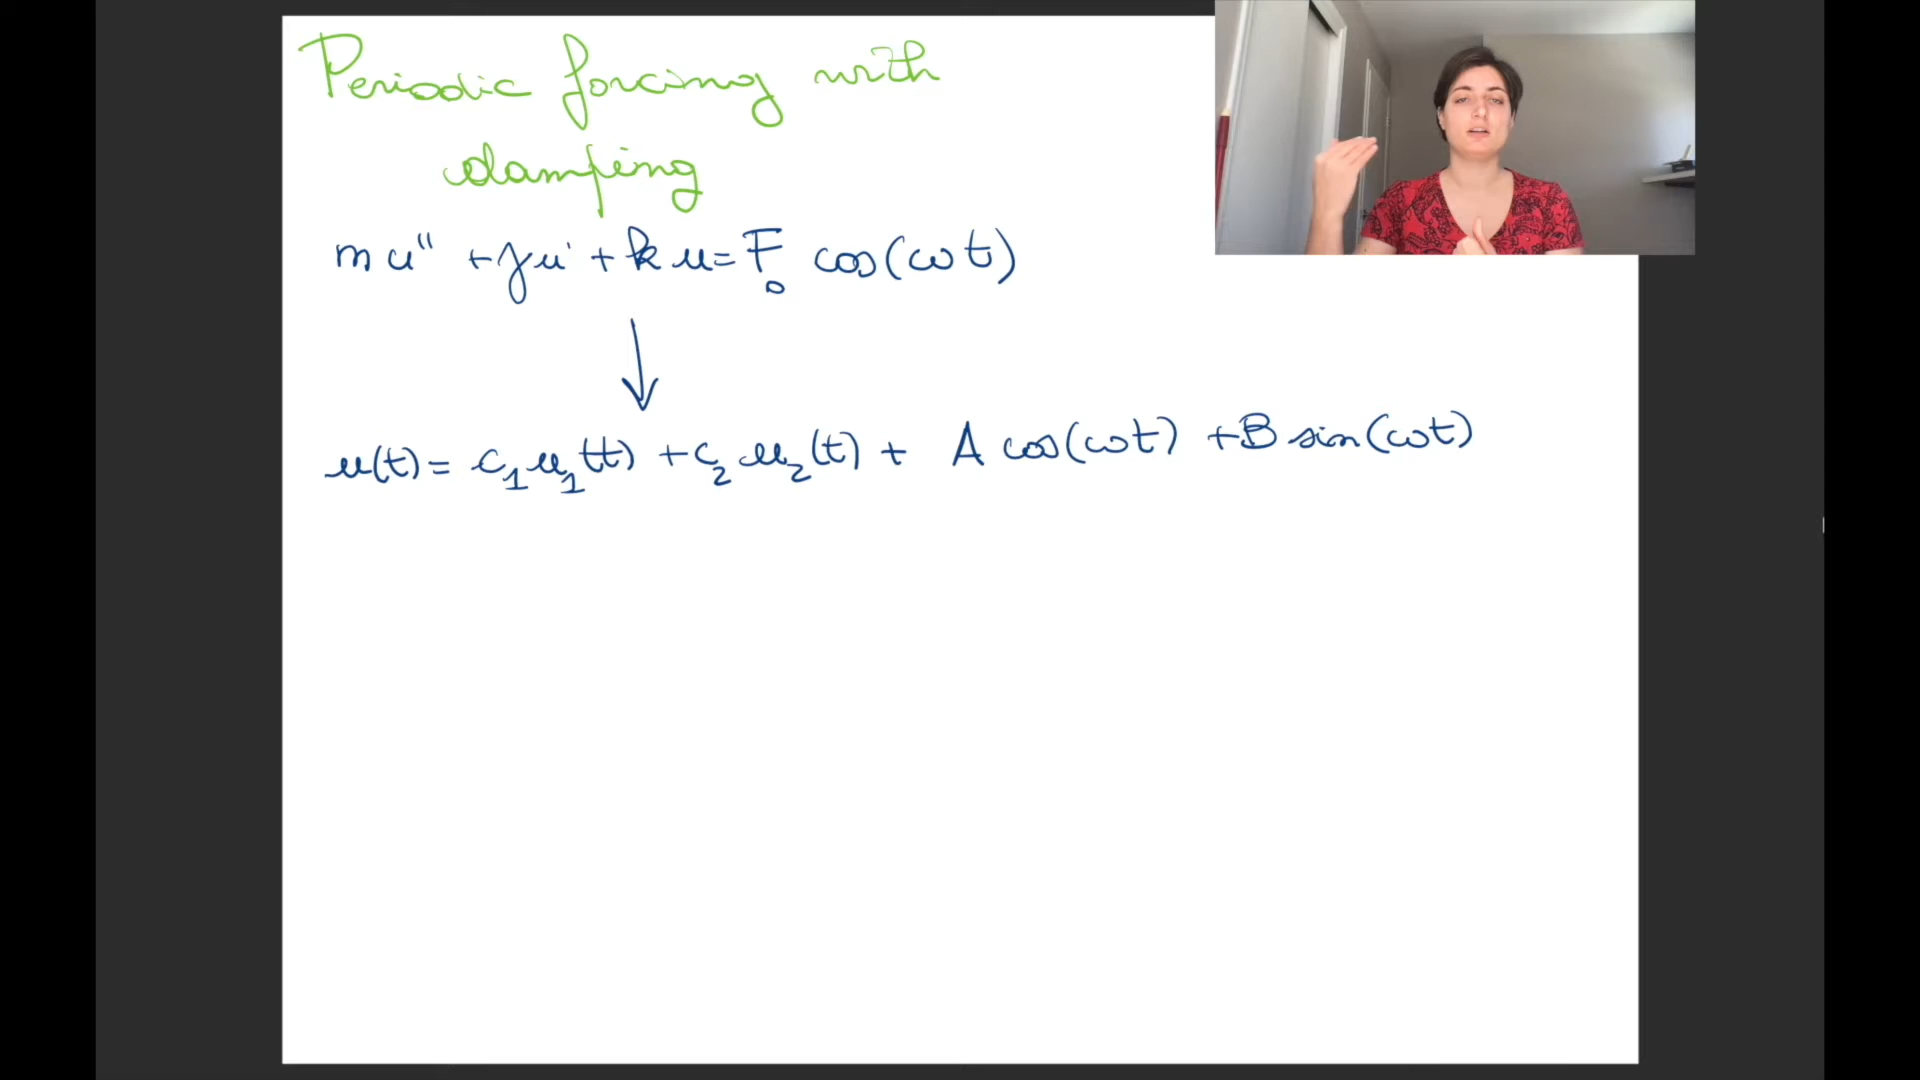 Periodic forcing with
damping
mu'' + γu' + ku = F₀ cos(ωt)
u(t) = c₁u₁(t) + c₂u₂(t) + A cos(ωt) + B sin(ωt)